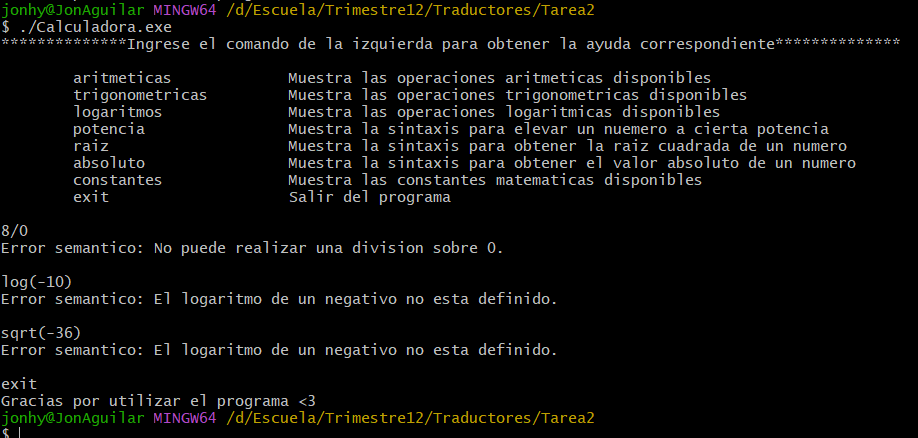 jonhy@JonAguilar MINGW64 /d/Escuela/Trimestre12/Traductores/Tarea2
$ ./Calculadora.exe
**************Ingrese el comando de la izquierda para obtener la ayuda correspondiente**************
aritmeticas Muestra las operaciones aritmeticas disponibles
trigonometricas Muestra las operaciones trigonometricas disponibles
logaritmos Muestra las operaciones logaritmicas disponibles
potencia Muestra la sintaxis para elevar un nuemero a cierta potencia
raiz Muestra la sintaxis para obtener la raiz cuadrada de un numero
absoluto Muestra la sintaxis para obtener el valor absoluto de un numero
constantes Muestra las constantes matematicas disponibles
exit Salir del programa
8/0
Error semantico: No puede realizar una division sobre 0.
log(-10)
Error semantico: El logaritmo de un negativo no esta definido.
sqrt(-36)
Error semantico: El logaritmo de un negativo no esta definido.
exit
Gracias por utilizar el programa <3
jonhy@JonAguilar MINGW64 /d/Escuela/Trimestre12/Traductores/Tarea2
$